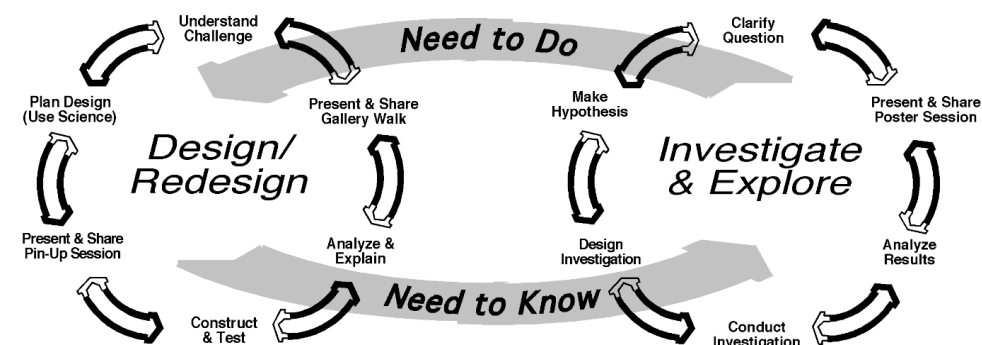 Understand
Challenge
Need to Do
Clarify
Question
Plan Design
(Use Science)
Present & Share
Gallery Walk
Make
Hypothesis
Present & Share
Poster Session
Design/
Redesign
Investigate
& Explore
Present & Share
Pin-Up Session
Analyze &
Explain
Design
Investigation
Analyze
Results
Need to Know
Construct
& Test
Conduct
Investigation